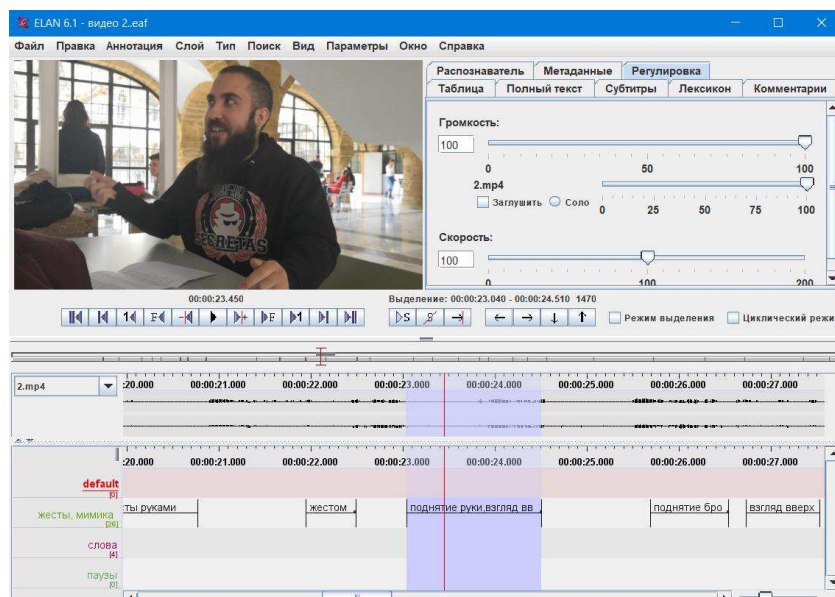 ELAN 6.1 - видео 2..eaf
Файл Правка Аннотация Слой Тип Поиск Вид Параметры Окно Справка
Распознаватель Метаданные Регулировка
Таблица Полный текст Субтитры Лексикон Комментарии
Громкость:
100
0 50 100
2.mp4
Заглушить Соло
0 25 50 75 100
Скорость:
100
0 100 200
SECRETAS
00:00:23.450
Выделение: 00:00:23.040 - 00:00:24.510 1470
1 F + F 1 S S
Режим выделения Циклический режи
2.mp4
:20.000 00:00:21.000 00:00:22.000 00:00:23.000 00:00:24.000 00:00:25.000 00:00:26.000 00:00:27.000
:20.000 00:00:21.000 00:00:22.000 00:00:23.000 00:00:24.000 00:00:25.000 00:00:26.000 00:00:27.000
default
[0]
жесты, мимика
[26]
ты руками жестом поднятие руки,взгляд вв поднятие бро взгляд вверх
слова
[4]
паузы
[0]